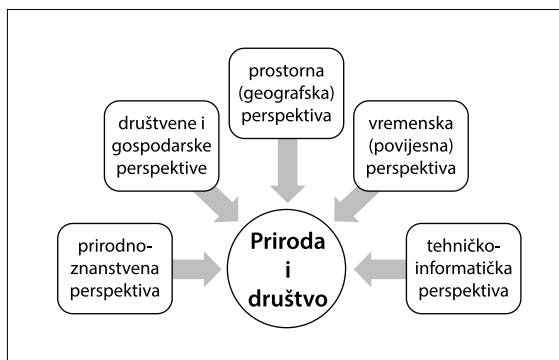 prostorna
(geografska)
perspektiva
društvene i
gospodarske
perspektive
vremenska
(povijesna)
perspektiva
prirodno-
znanstvena
perspektiva
Priroda
i
društvo
tehničko-
informatička
perspektiva